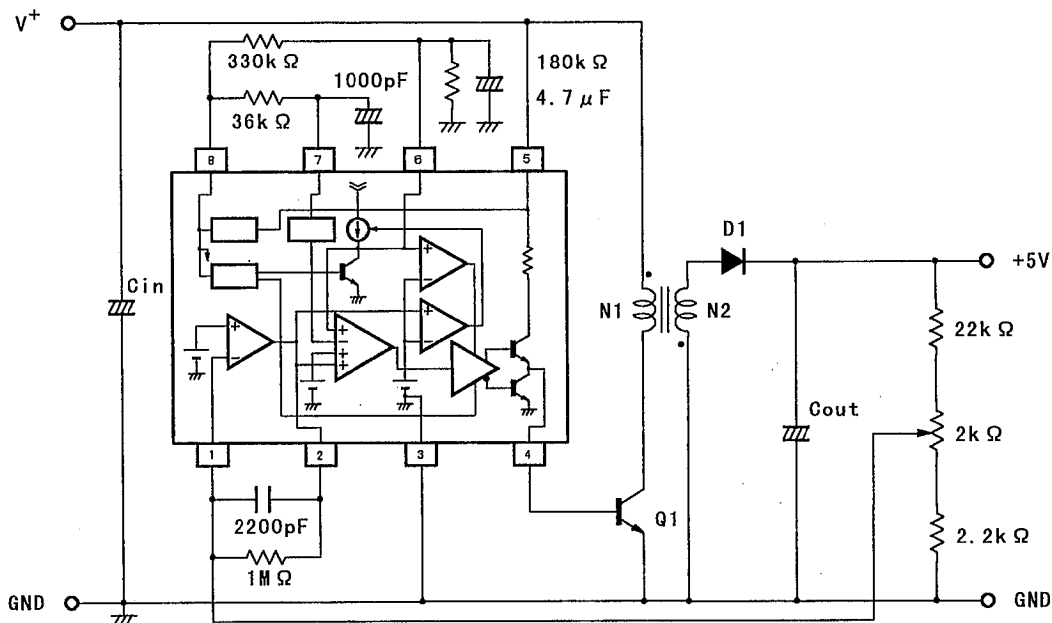 V+
330kΩ
1000pF
36kΩ
180kΩ
4.7μF
8
7
6
5
D1
+5V
Cin
N1
N2
22kΩ
+
−
+
−
+
−
+
−
+
+
Cout
2kΩ
1
2
3
4
2200pF
Q1
2.2kΩ
1MΩ
GND
GND